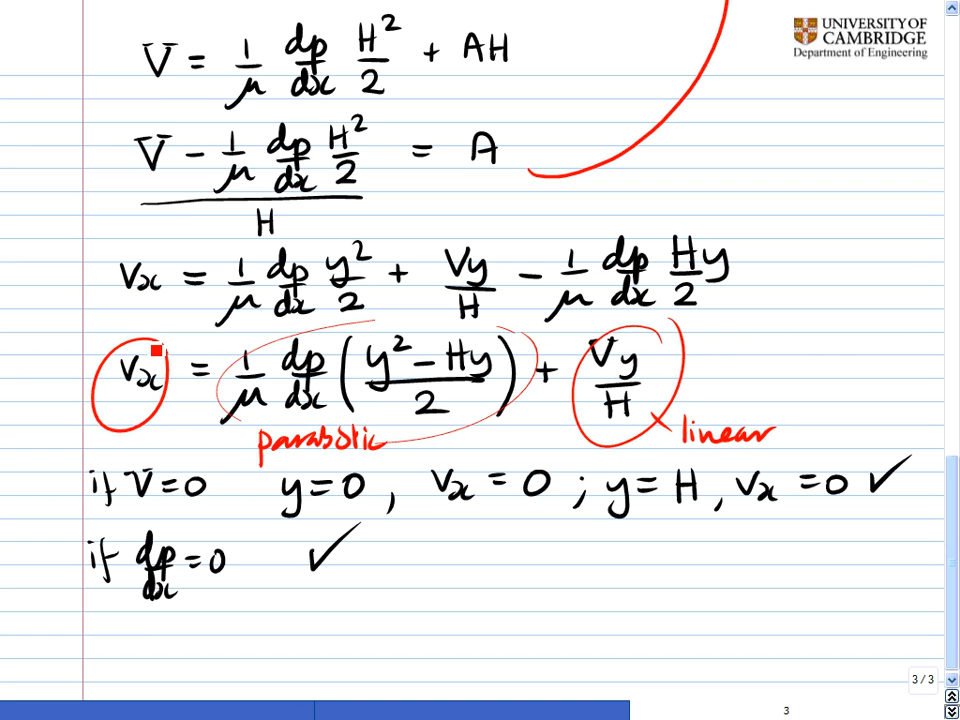 UNIVERSITY OF
CAMBRIDGE
Department of Engineering
V = 1/μ dp/dx H²/2 + AH
(V - 1/μ dp/dx H²/2)/H = A
vx = 1/μ dp/dx y²/2 + Vy/H - 1/μ dp/dx H/2 y
vx = 1/μ dp/dx ((y² - Hy)/2) + Vy/H
parabolic
linear
if V=0 y=0, vx = 0 ; y = H, vx = 0 ✓
if dp/dx = 0 ✓
3 / 3
3